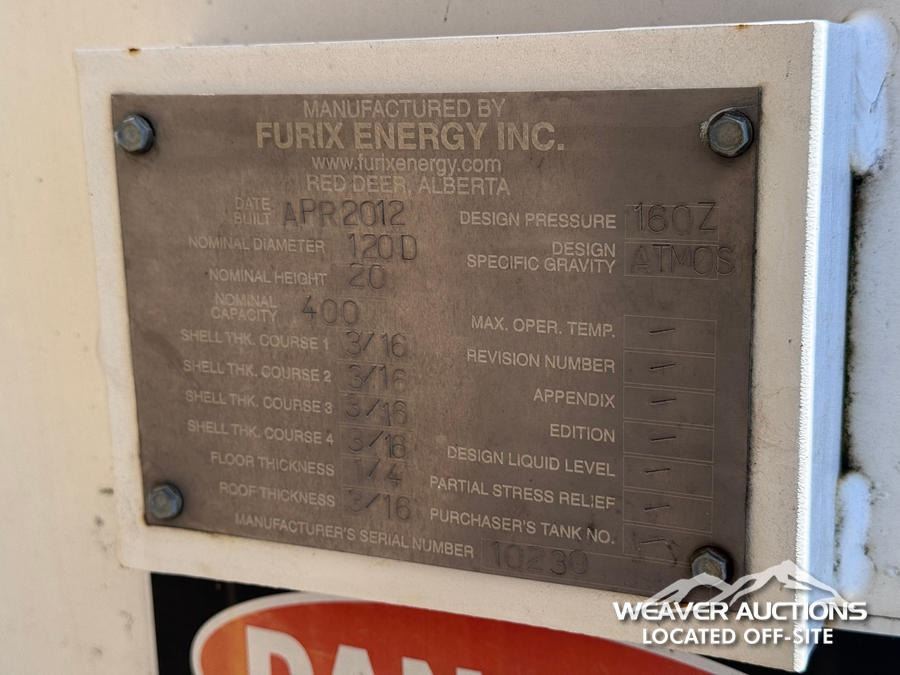 MANUFACTURED BY
FURIX ENERGY INC.
www.furixenergy.com
RED DEER, ALBERTA
DATE BUILT APR2012
NOMINAL DIAMETER 120D
NOMINAL HEIGHT 20
NOMINAL CAPACITY 400
SHELL THK. COURSE 1 3/16
SHELL THK. COURSE 2 3/16
SHELL THK. COURSE 3 3/16
SHELL THK. COURSE 4 3/16
FLOOR THICKNESS 1/4
ROOF THICKNESS 3/16
MANUFACTURER'S SERIAL NUMBER 10230
DESIGN PRESSURE 16OZ
DESIGN SPECIFIC GRAVITY ATMOS
MAX. OPER. TEMP. -
REVISION NUMBER -
APPENDIX -
EDITION -
DESIGN LIQUID LEVEL -
PARTIAL STRESS RELIEF -
PURCHASER'S TANK NO.
WEAVER AUCTIONS
LOCATED OFF-SITE